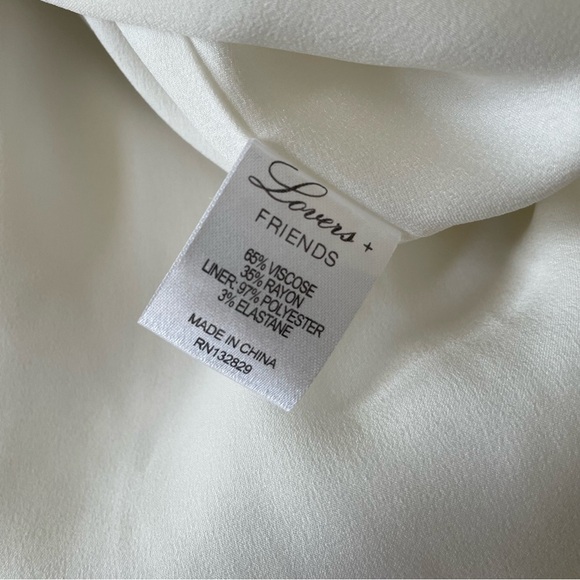 Lovers +
FRIENDS
65% VISCOSE
35% RAYON
LINER: 97% POLYESTER
3% ELASTANE
MADE IN CHINA
RN132829